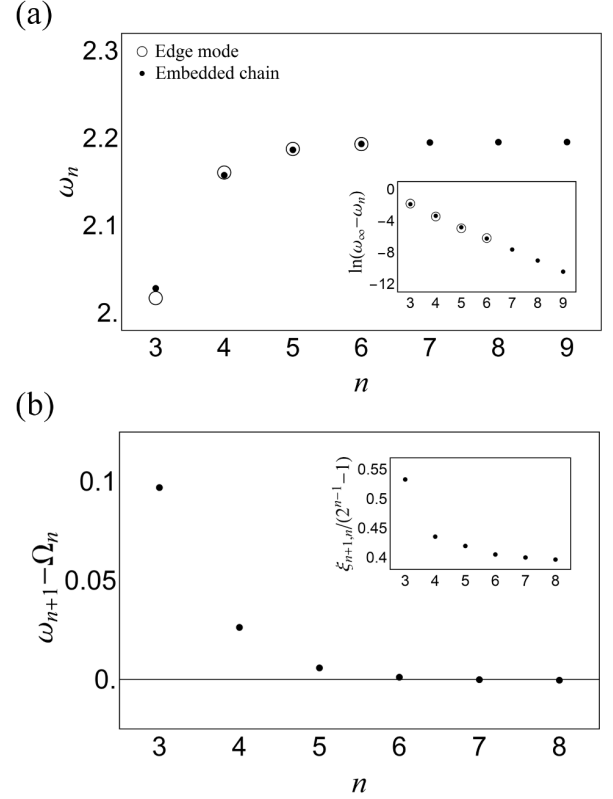 (a)
2.3
2.2
2.1
2.
ωₙ
Edge mode
Embedded chain
0
−4
−8
−12
ln(ω∞−ωₙ)
3 4 5 6 7 8 9
3 4 5 6 7 8 9
n
(b)
0.1
0.05
0.
ωₙ₊₁−Ωₙ
0.55
0.5
0.45
0.4
ξₙ₊₁,ₙ/(2ⁿ⁻¹−1)
3 4 5 6 7 8
3 4 5 6 7 8
n